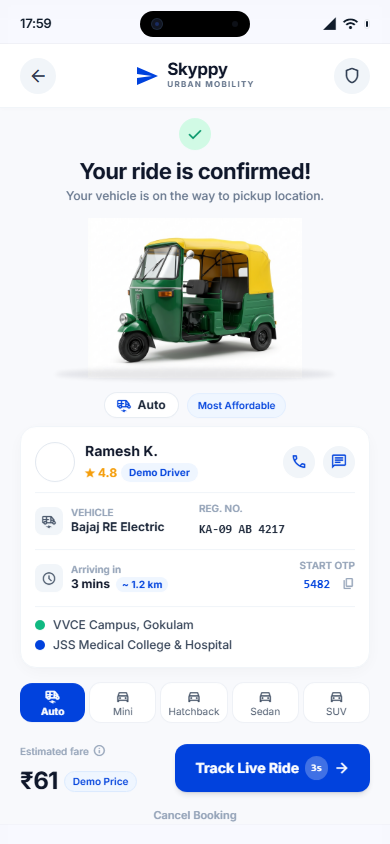 17:59
Skyppy
URBAN MOBILITY
Your ride is confirmed!
Your vehicle is on the way to pickup location.
Auto
Most Affordable
Ramesh K.
★ 4.8 Demo Driver
VEHICLE
Bajaj RE Electric
REG. NO.
KA-09 AB 4217
Arriving in
3 mins ~ 1.2 km
START OTP
5482
VVCE Campus, Gokulam
JSS Medical College & Hospital
Auto
Mini
Hatchback
Sedan
SUV
Estimated fare
₹61 Demo Price
Track Live Ride 3s →
Cancel Booking